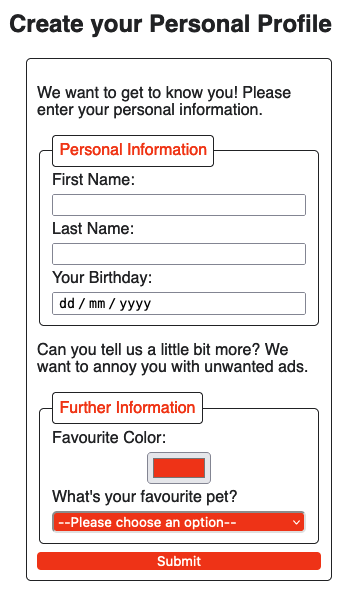 Create your Personal Profile
We want to get to know you! Please
enter your personal information.
Personal Information
First Name:
Last Name:
Your Birthday:
dd / mm / yyyy
Can you tell us a little bit more? We
want to annoy you with unwanted ads.
Further Information
Favourite Color:
What's your favourite pet?
--Please choose an option--
Submit